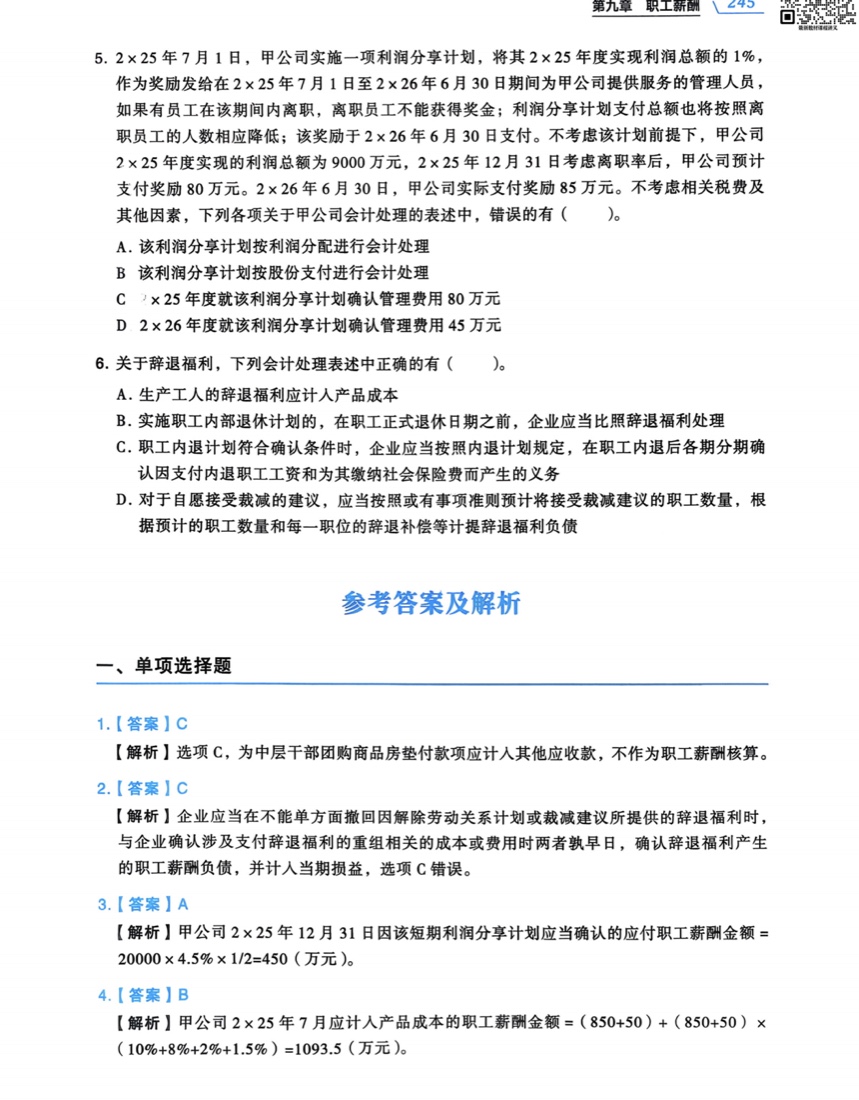 第九章 职工薪酬 245
5. 2×25 年 7 月 1 日，甲公司实施一项利润分享计划，将其 2×25 年度实现利润总额的 1%，
作为奖励发给在 2×25 年 7 月 1 日至 2×26 年 6 月 30 日期间为甲公司提供服务的管理人员，
如果有员工在该期间内离职，离职员工不能获得奖金；利润分享计划支付总额也将按照离
职员工的人数相应降低；该奖励于 2×26 年 6 月 30 日支付。不考虑该计划前提下，甲公司
2×25 年度实现的利润总额为 9000 万元，2×25 年 12 月 31 日考虑离职率后，甲公司预计
支付奖励 80 万元。2×26 年 6 月 30 日，甲公司实际支付奖励 85 万元。不考虑相关税费及
其他因素，下列各项关于甲公司会计处理的表述中，错误的有（ ）。
A. 该利润分享计划按利润分配进行会计处理
B 该利润分享计划按股份支付进行会计处理
C ×25 年度就该利润分享计划确认管理费用 80 万元
D 2×26 年度就该利润分享计划确认管理费用 45 万元
6. 关于辞退福利，下列会计处理表述中正确的有（ ）。
A. 生产工人的辞退福利应计人产品成本
B. 实施职工内部退休计划的，在职工正式退休日期之前，企业应当比照辞退福利处理
C. 职工内退计划符合确认条件时，企业应当按照内退计划规定，在职工内退后各期分期确
认因支付内退职工工资和为其缴纳社会保险费而产生的义务
D. 对于自愿接受裁减的建议，应当按照或有事项准则预计将接受裁减建议的职工数量，根
据预计的职工数量和每一职位的辞退补偿等计提辞退福利负债
参考答案及解析
一、单项选择题
1.【答案】C
【解析】选项 C，为中层干部团购商品房垫付款项应计人其他应收款，不作为职工薪酬核算。
2.【答案】C
【解析】企业应当在不能单方面撤回因解除劳动关系计划或裁减建议所提供的辞退福利时，
与企业确认涉及支付辞退福利的重组相关的成本或费用时两者孰早日，确认辞退福利产生
的职工薪酬负债，并计人当期损益，选项 C 错误。
3.【答案】A
【解析】甲公司 2×25 年 12 月 31 日因该短期利润分享计划应当确认的应付职工薪酬金额 =
20000×4.5%×1/2=450（万元）。
4.【答案】B
【解析】甲公司 2×25 年 7 月应计人产品成本的职工薪酬金额 =（850+50）+（850+50）×
（10%+8%+2%+1.5%）=1093.5（万元）。